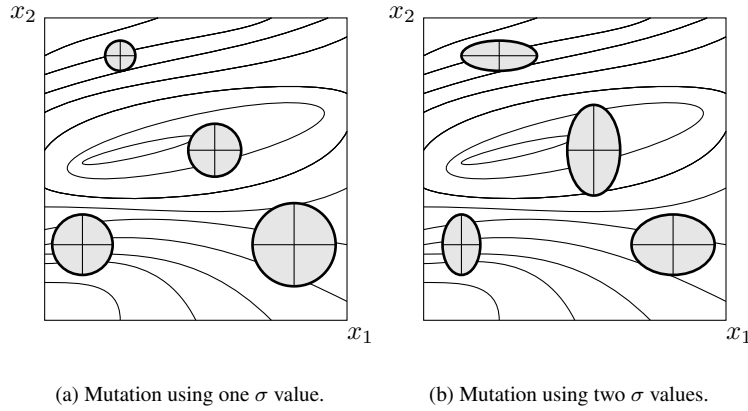 x₂
x₂
x₁
x₁
(a) Mutation using one σ value.
(b) Mutation using two σ values.